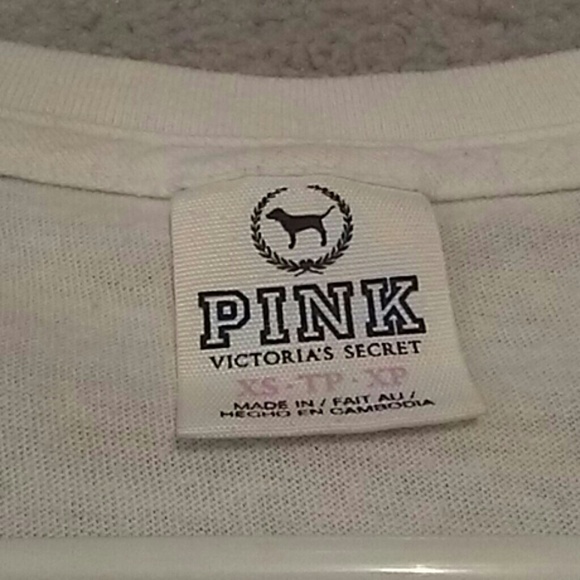 PINK
VICTORIA'S SECRET
XS · TP · XP
MADE IN / FAIT AU /
HECHO EN CAMBODIA